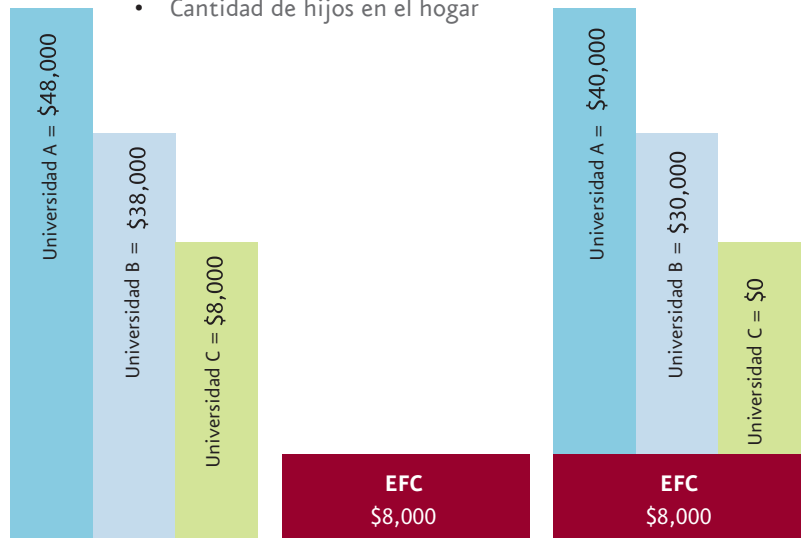 • Cantidad de hijos en el hogar
Universidad A = $48,000
Universidad B = $38,000
Universidad C = $8,000
EFC
$8,000
Universidad A = $40,000
Universidad B = $30,000
Universidad C = $0
EFC
$8,000